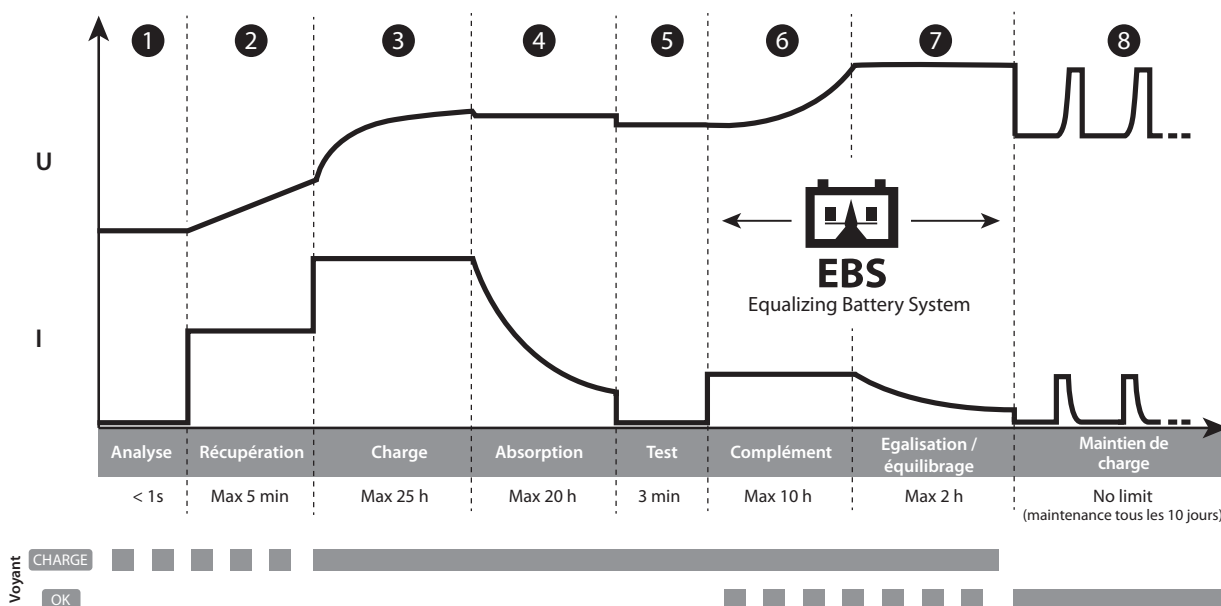 1 2 3 4 5 6 7 8
U
EBS
Equalizing Battery System
I
Analyse Récupération Charge Absorption Test Complément Egalisation / équilibrage Maintien de charge
< 1s Max 5 min Max 25 h Max 20 h 3 min Max 10 h Max 2 h No limit
(maintenance tous les 10 jours)
Voyant
CHARGE
OK